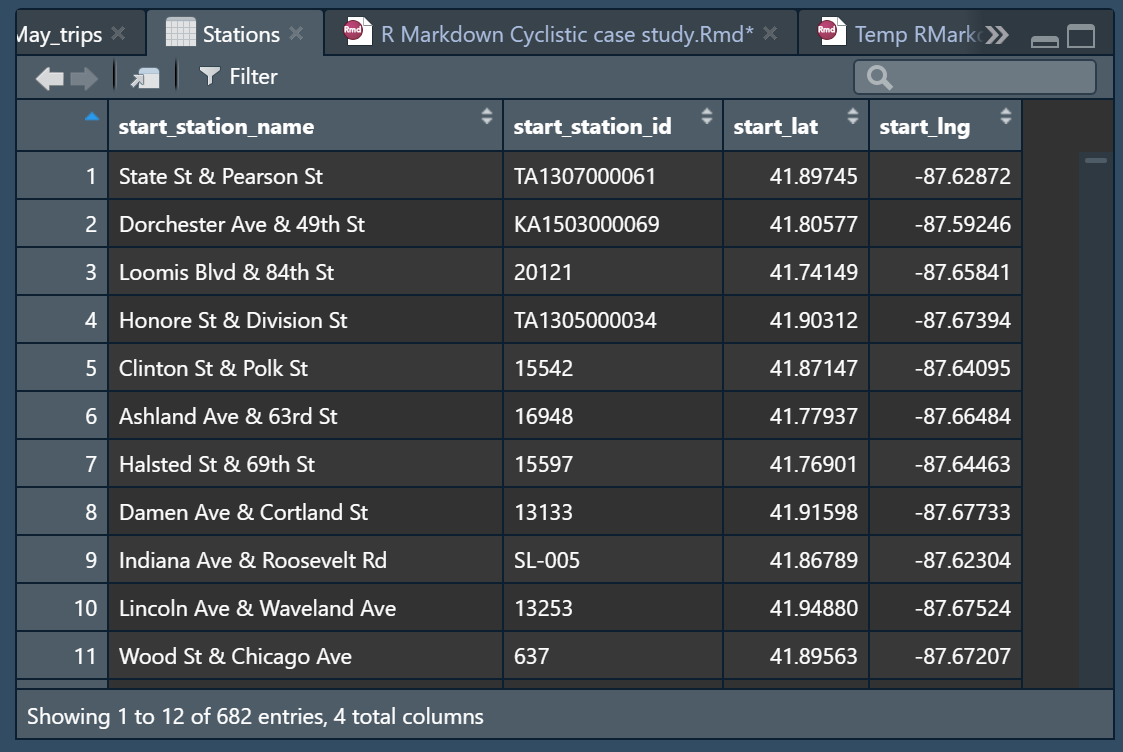 May_trips Stations R Markdown Cyclistic case study.Rmd* Temp RMark
Filter
start_station_name start_station_id start_lat start_lng
1 State St & Pearson St TA1307000061 41.89745 -87.62872
2 Dorchester Ave & 49th St KA1503000069 41.80577 -87.59246
3 Loomis Blvd & 84th St 20121 41.74149 -87.65841
4 Honore St & Division St TA1305000034 41.90312 -87.67394
5 Clinton St & Polk St 15542 41.87147 -87.64095
6 Ashland Ave & 63rd St 16948 41.77937 -87.66484
7 Halsted St & 69th St 15597 41.76901 -87.64463
8 Damen Ave & Cortland St 13133 41.91598 -87.67733
9 Indiana Ave & Roosevelt Rd SL-005 41.86789 -87.62304
10 Lincoln Ave & Waveland Ave 13253 41.94880 -87.67524
11 Wood St & Chicago Ave 637 41.89563 -87.67207
Showing 1 to 12 of 682 entries, 4 total columns